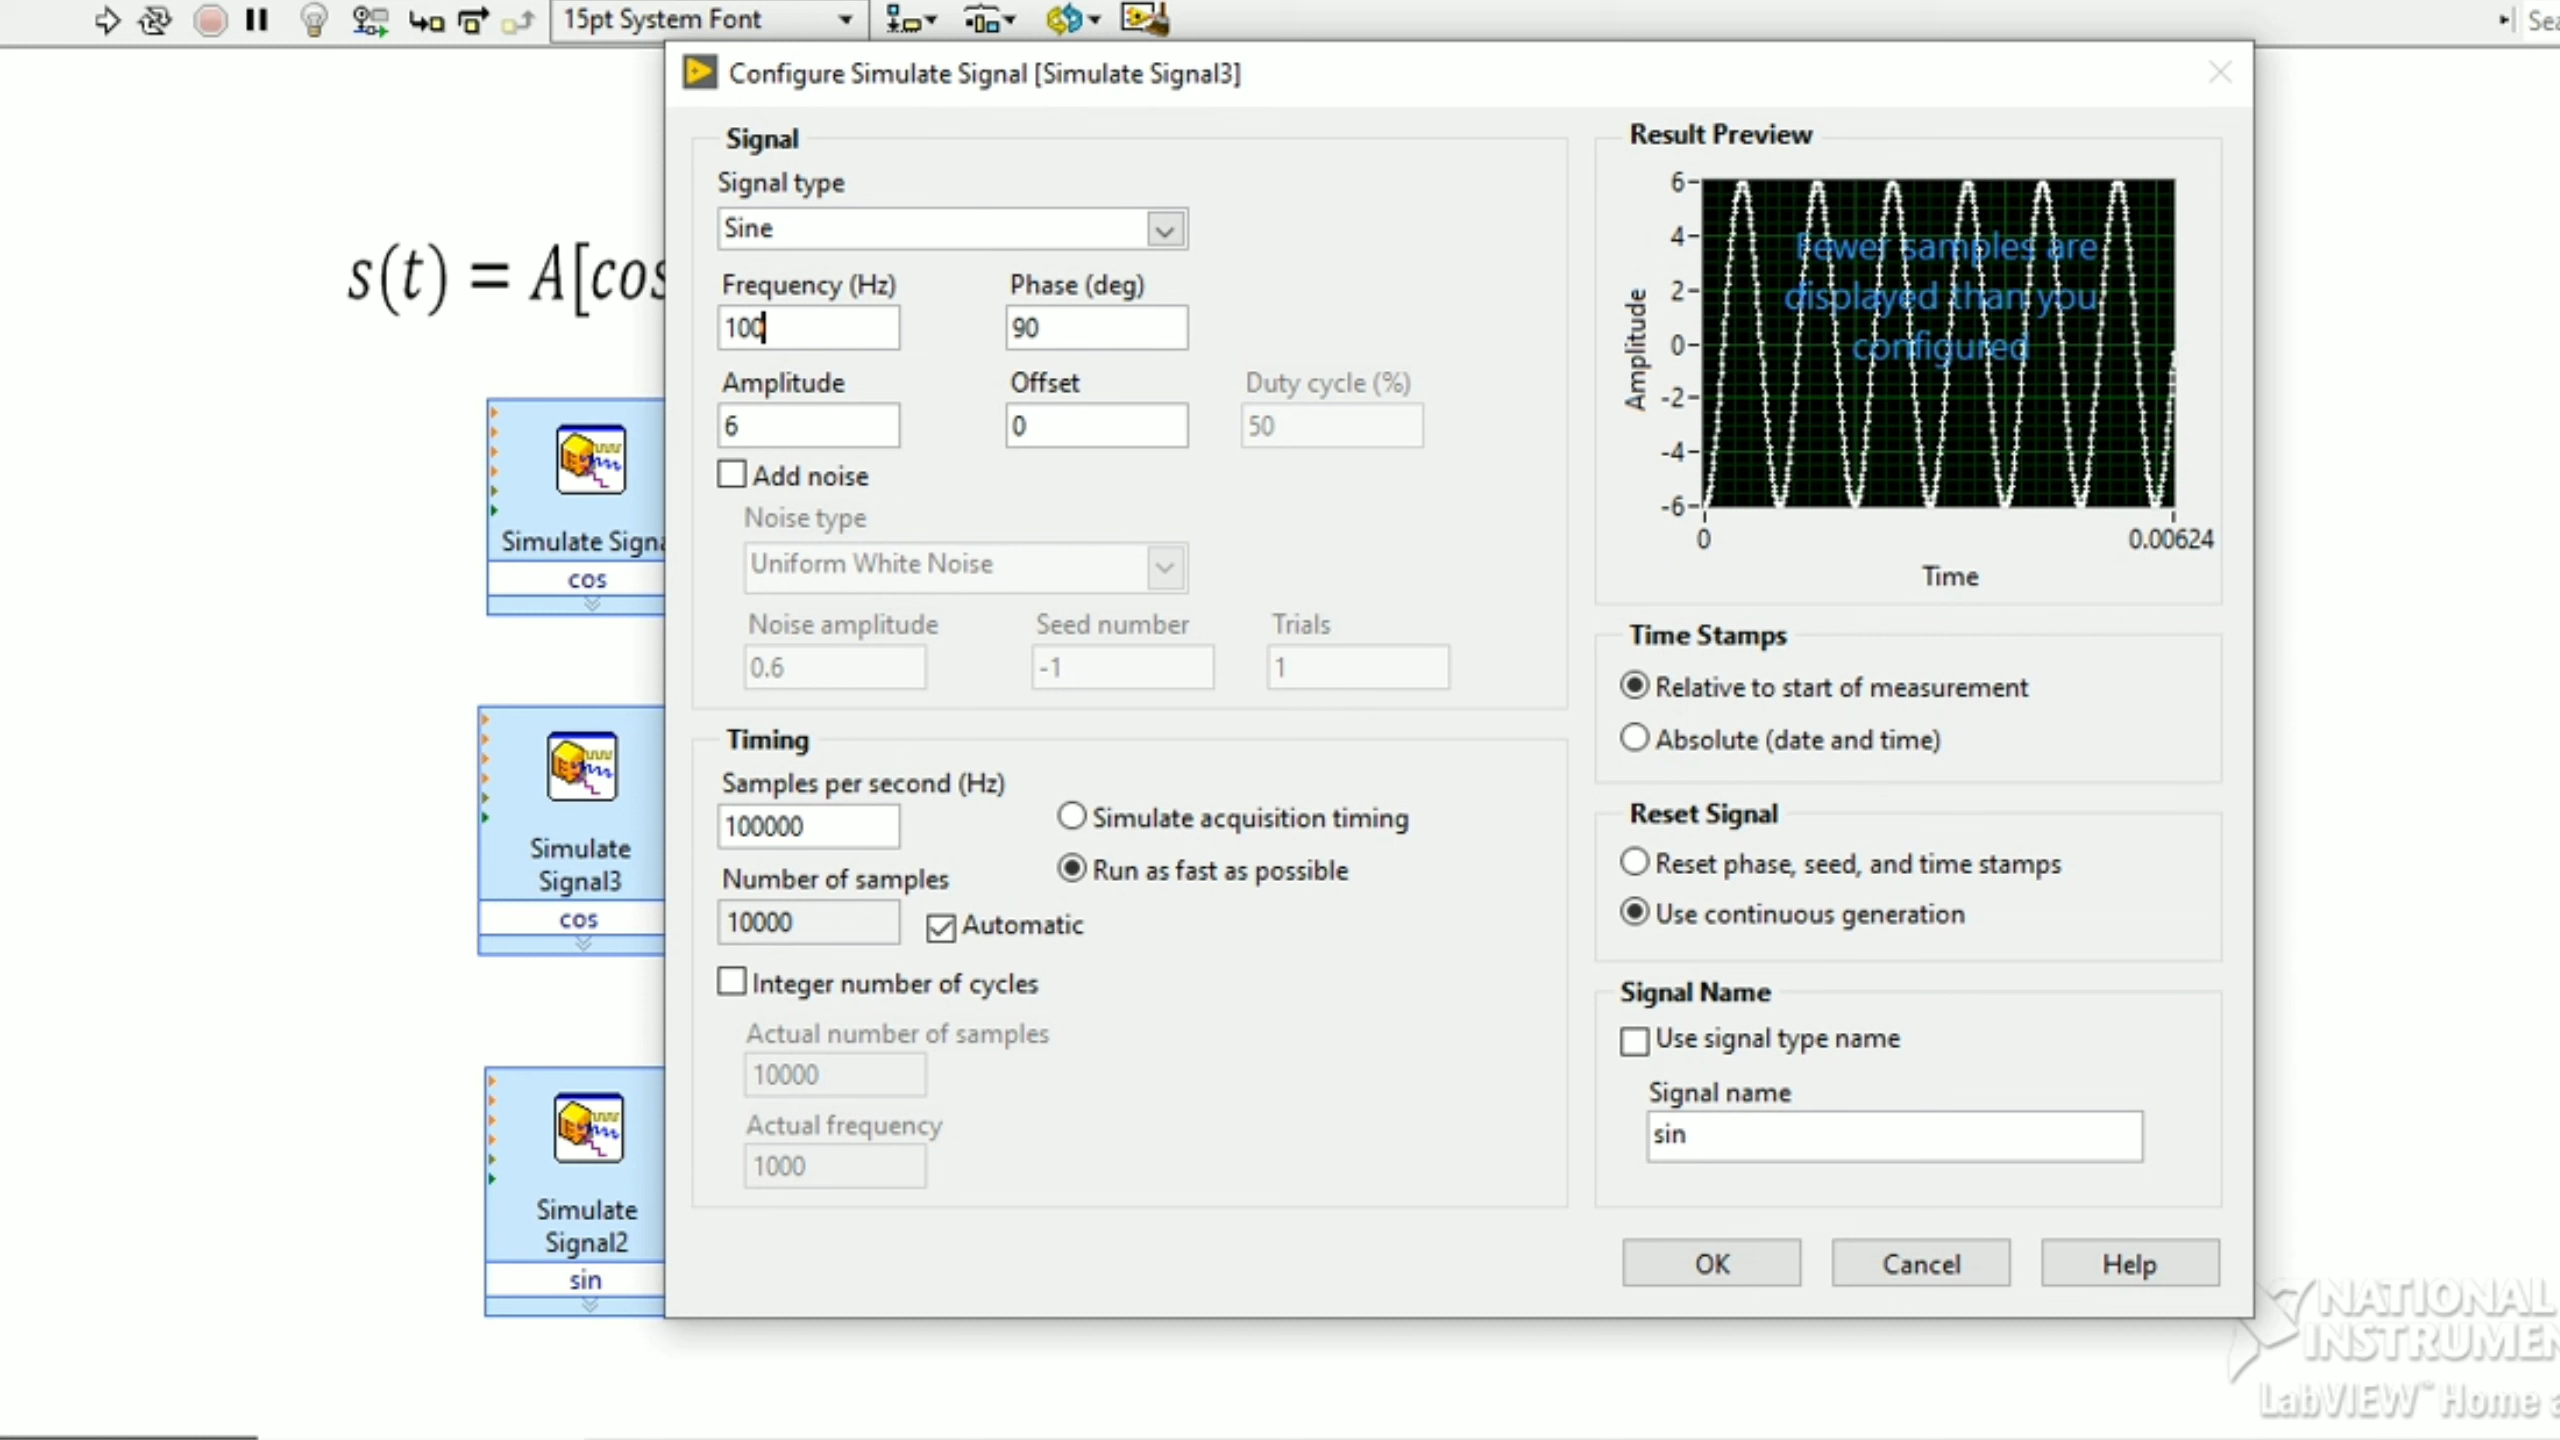 15pt System Font
Configure Simulate Signal [Simulate Signal3]
s(t) = A[cos
Simulate Signa
cos
Simulate
Signal3
cos
Simulate
Signal2
sin
Signal
Signal type
Sine
Frequency (Hz)
Phase (deg)
100
90
Amplitude
Offset
Duty cycle (%)
6
0
50
Add noise
Noise type
Uniform White Noise
Noise amplitude
Seed number
Trials
0.6
-1
1
Timing
Samples per second (Hz)
100000
Simulate acquisition timing
Run as fast as possible
Number of samples
10000
Automatic
Integer number of cycles
Actual number of samples
10000
Actual frequency
1000
Result Preview
Amplitude
6
4
2
0
-2
-4
-6
Fewer samples are
displayed than you
configured
0
0.00624
Time
Time Stamps
Relative to start of measurement
Absolute (date and time)
Reset Signal
Reset phase, seed, and time stamps
Use continuous generation
Signal Name
Use signal type name
Signal name
sin
OK
Cancel
Help
NATIONAL
INSTRUMEN
LabVIEW™ Home a